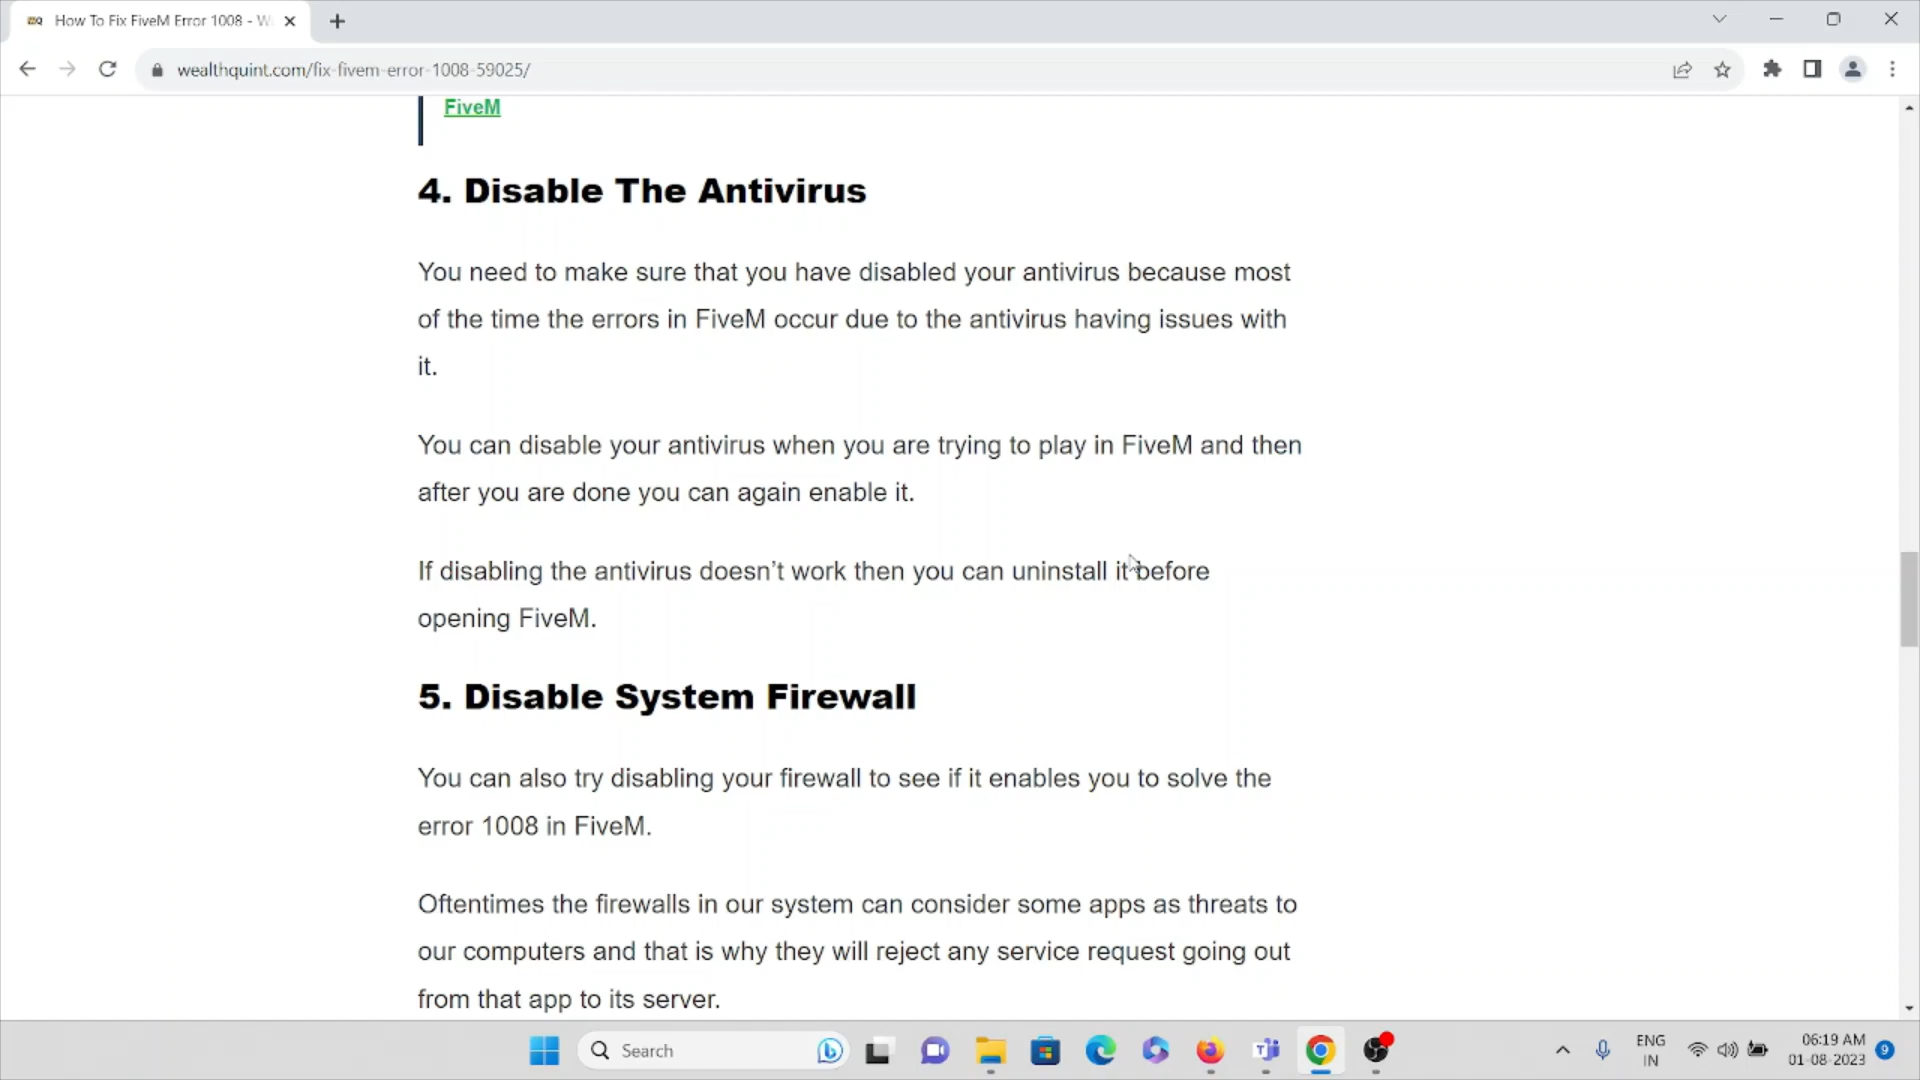 How To Fix FiveM Error 1008 - W
wealthquint.com/fix-fivem-error-1008-59025/
FiveM
4. Disable The Antivirus
You need to make sure that you have disabled your antivirus because most
of the time the errors in FiveM occur due to the antivirus having issues with
it.
You can disable your antivirus when you are trying to play in FiveM and then
after you are done you can again enable it.
If disabling the antivirus doesn’t work then you can uninstall it before
opening FiveM.
5. Disable System Firewall
You can also try disabling your firewall to see if it enables you to solve the
error 1008 in FiveM.
Oftentimes the firewalls in our system can consider some apps as threats to
our computers and that is why they will reject any service request going out
from that app to its server.
Search
ENG
IN
06:19 AM
01-08-2023
9